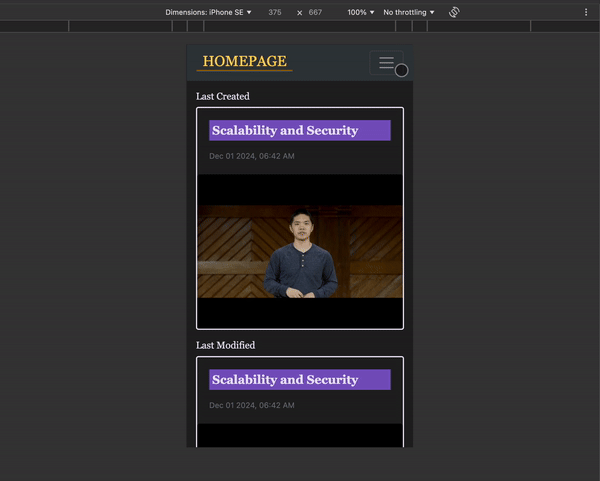 Dimensions: iPhone SE ▼ 375 × 667 100% ▼ No throttling ▼
HOMEPAGE
Last Created
Scalability and Security
Dec 01 2024, 06:42 AM
Last Modified
Scalability and Security
Dec 01 2024, 06:42 AM